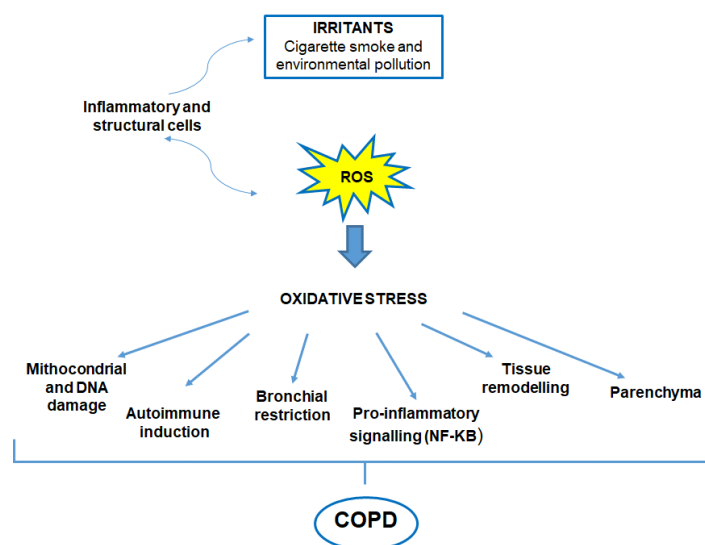 IRRITANTS
Cigarette smoke and
environmental pollution
Inflammatory and
structural cells
ROS
OXIDATIVE STRESS
Mithocondrial
and DNA
damage
Autoimmune
induction
Bronchial
restriction
Pro-inflammatory
signalling (NF-KB)
Tissue
remodelling
Parenchyma
COPD